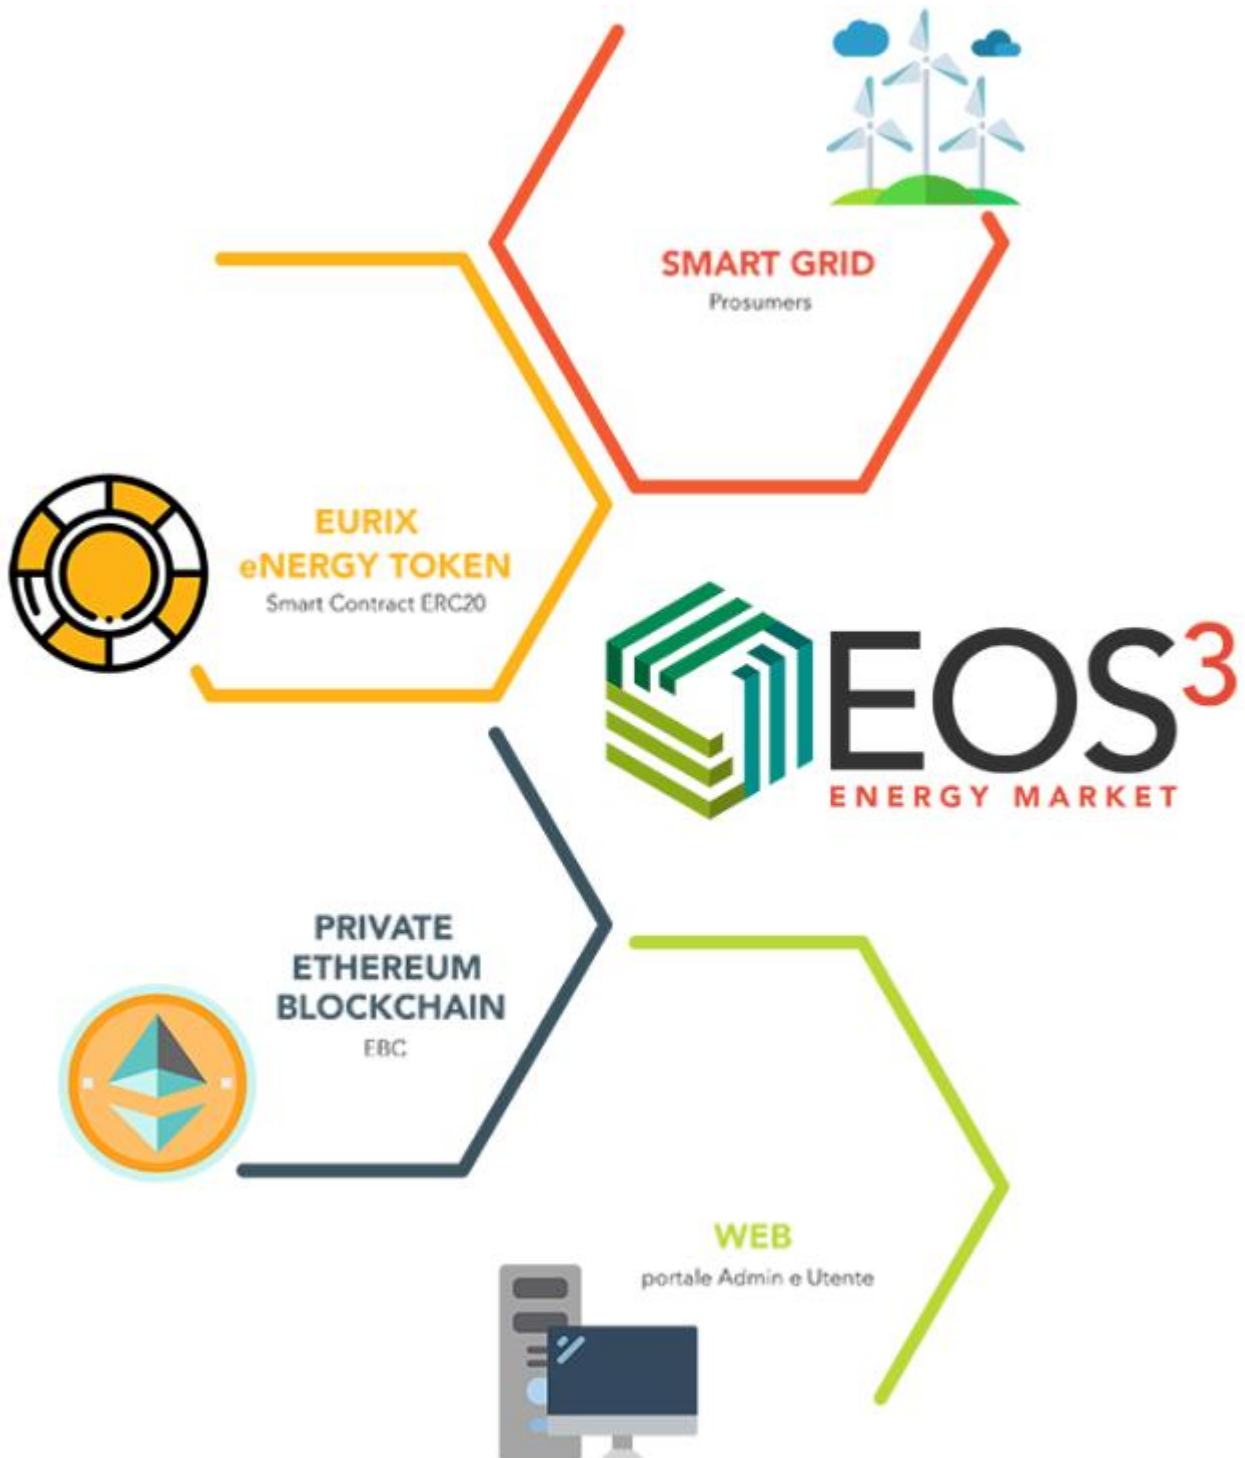 SMART GRID
Prosumers
EURIX
eNERGY TOKEN
Smart Contract ERC20
EOS³
ENERGY MARKET
PRIVATE
ETHEREUM
BLOCKCHAIN
EBC
WEB
portale Admin e Utente